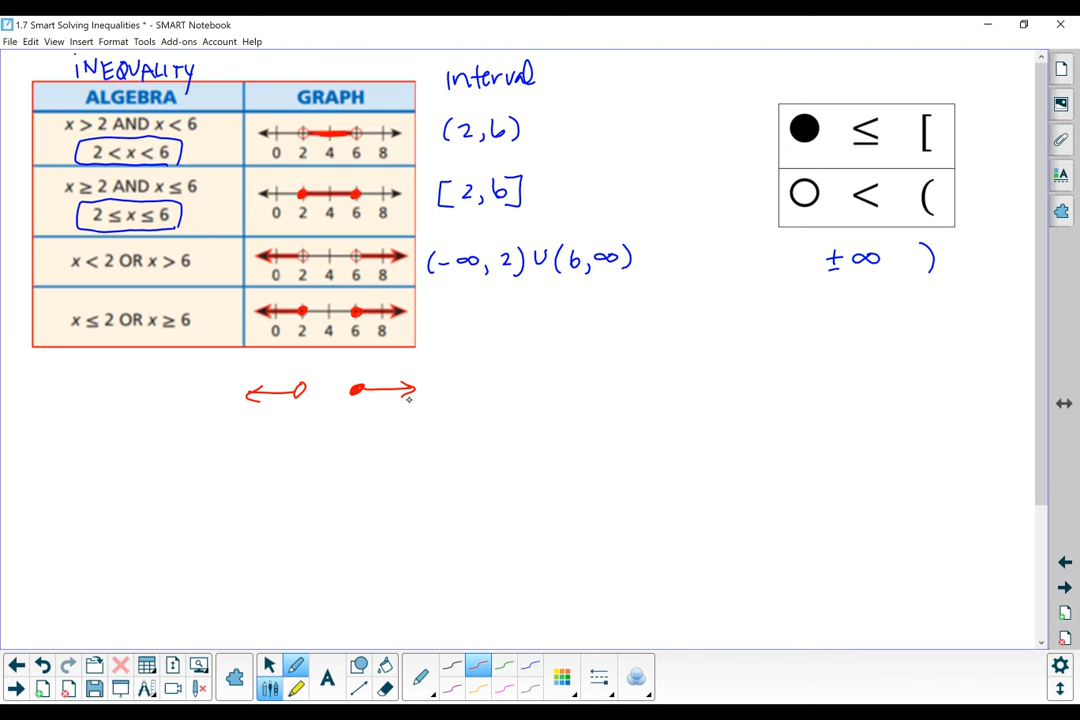 1.7 Smart Solving Inequalities * - SMART Notebook
File Edit View Insert Format Tools Add-ons Account Help
iNEQUALITY
interval
ALGEBRA GRAPH
x > 2 AND x < 6
2 < x < 6
0 2 4 6 8
(2, 6)
x ≥ 2 AND x ≤ 6
2 ≤ x ≤ 6
0 2 4 6 8
[2, 6]
x < 2 OR x > 6
0 2 4 6 8
(-∞, 2) ∪ (6, ∞)
x ≤ 2 OR x ≥ 6
0 2 4 6 8
● ≤ [
○ < (
± ∞ )
A